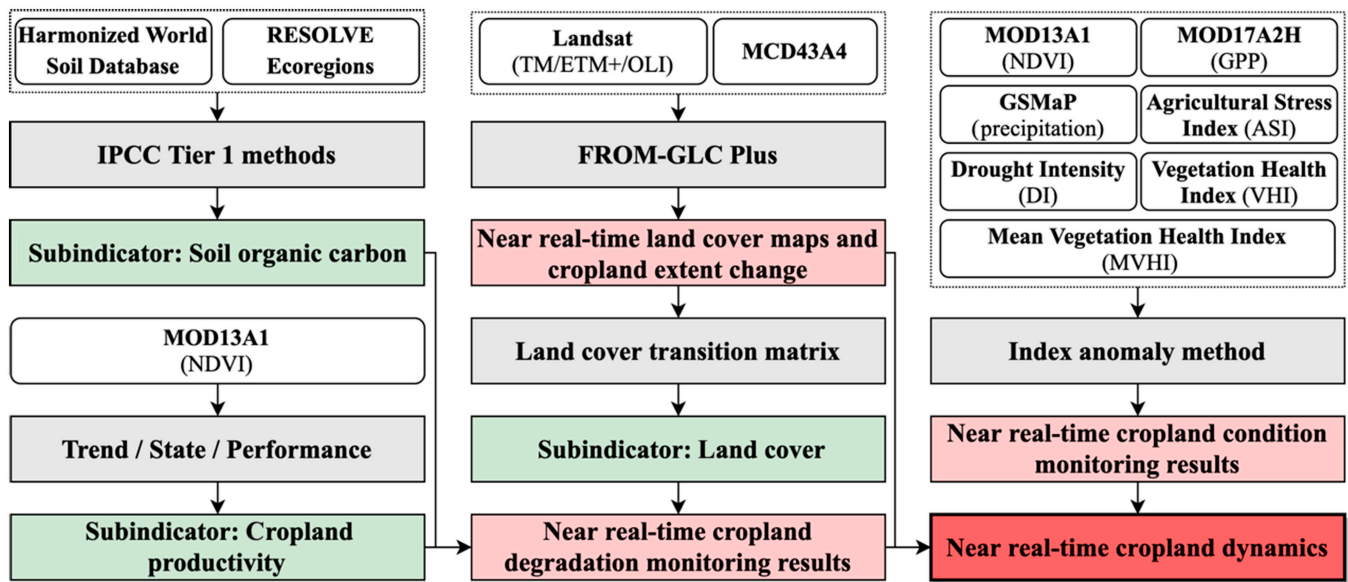 Harmonized World
Soil Database
RESOLVE
Ecoregions
IPCC Tier 1 methods
Subindicator: Soil organic carbon
MOD13A1
(NDVI)
Trend / State / Performance
Subindicator: Cropland
productivity
Landsat
(TM/ETM+/OLI)
MCD43A4
FROM-GLC Plus
Near real-time land cover maps and
cropland extent change
Land cover transition matrix
Subindicator: Land cover
Near real-time cropland
degradation monitoring results
MOD13A1
(NDVI)
MOD17A2H
(GPP)
GSMaP
(precipitation)
Agricultural Stress
Index (ASI)
Drought Intensity
(DI)
Vegetation Health
Index (VHI)
Mean Vegetation Health Index
(MVHI)
Index anomaly method
Near real-time cropland condition
monitoring results
Near real-time cropland dynamics